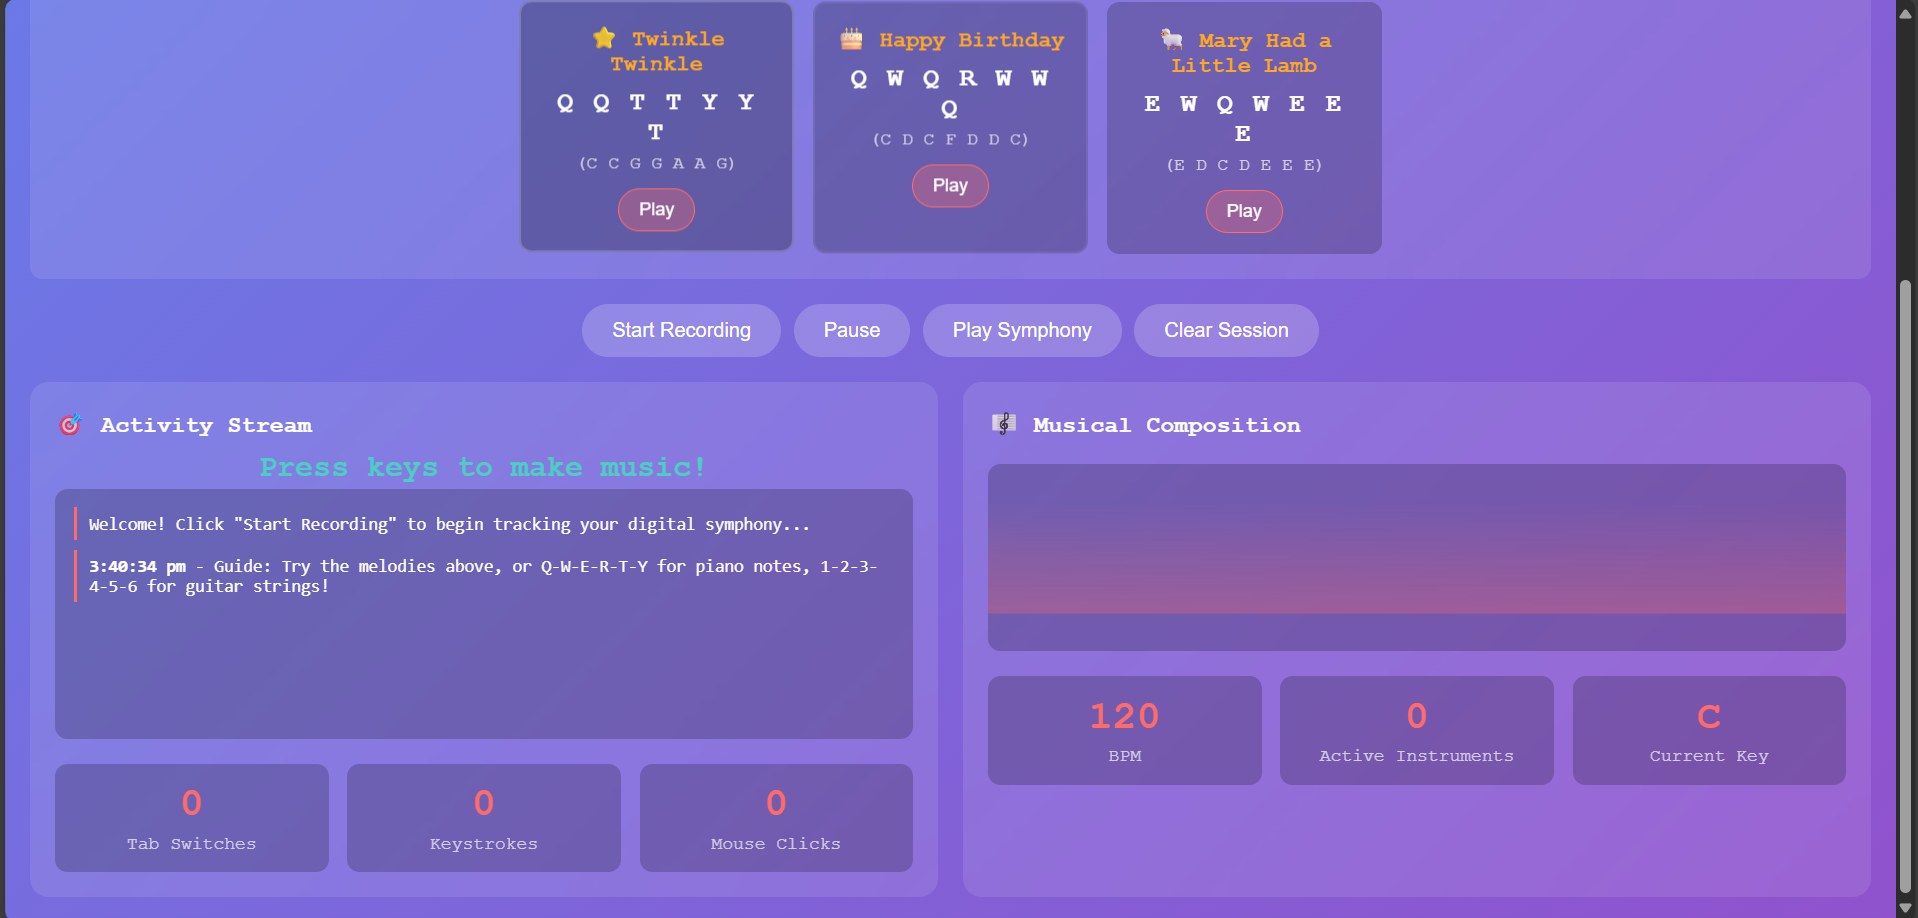 Twinkle
Twinkle
Q Q T T Y Y
T
(C C G G A A G)
Play
Happy Birthday
Q W Q R W W
Q
(C D C F D D C)
Play
Mary Had a
Little Lamb
E W Q W E E
E
(E D C D E E E)
Play
Start Recording
Pause
Play Symphony
Clear Session
Activity Stream
Press keys to make music!
Welcome! Click "Start Recording" to begin tracking your digital symphony...
3:40:34 pm - Guide: Try the melodies above, or Q-W-E-R-T-Y for piano notes, 1-2-3-
4-5-6 for guitar strings!
0
Tab Switches
0
Keystrokes
0
Mouse Clicks
Musical Composition
120
BPM
0
Active Instruments
C
Current Key